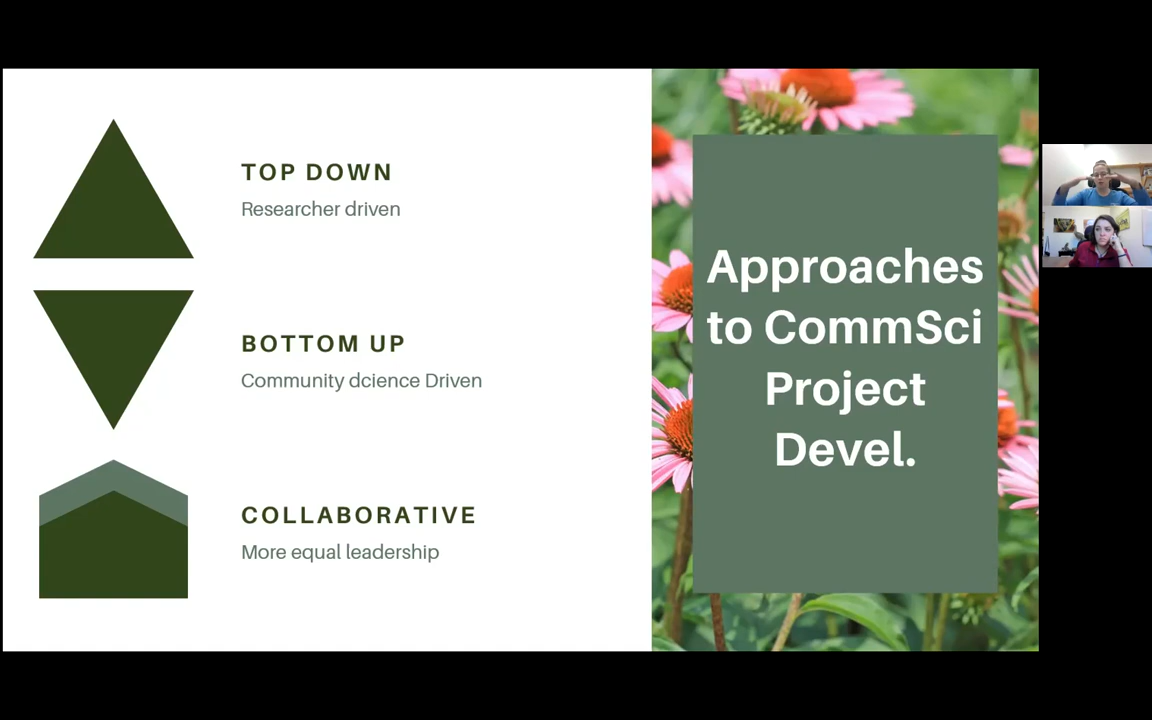 TOP DOWN
Researcher driven
BOTTOM UP
Community dcience Driven
COLLABORATIVE
More equal leadership
Approaches
to CommSci
Project
Devel.